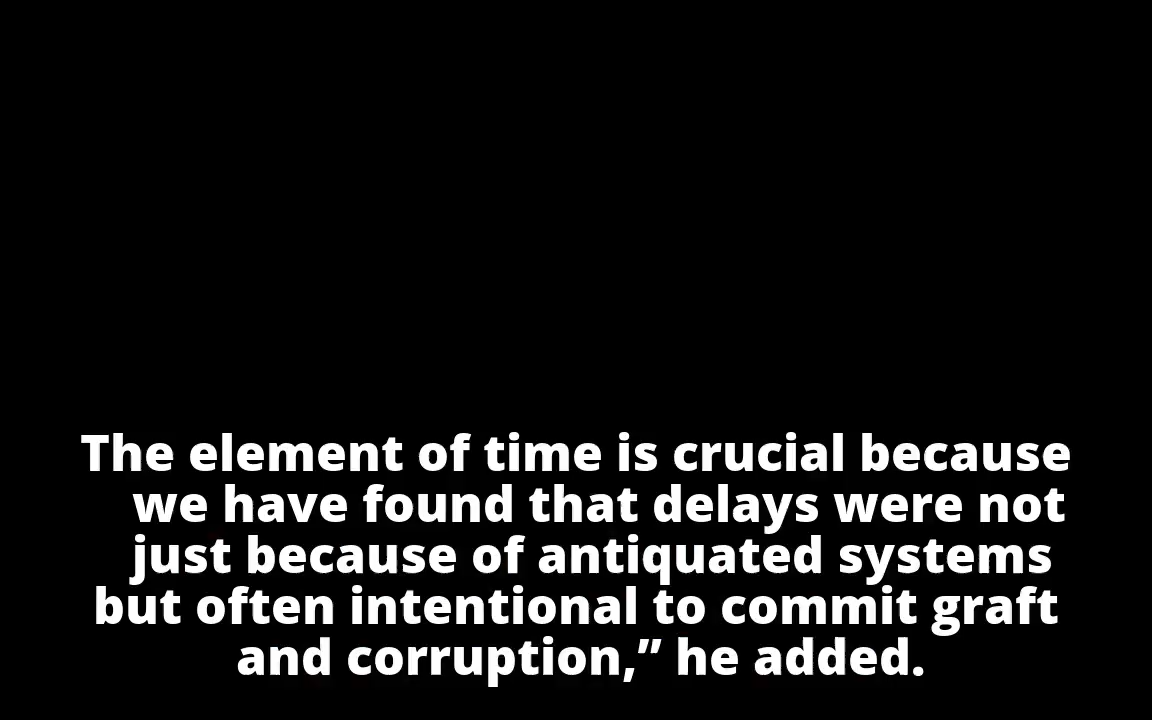 The element of time is crucial because
we have found that delays were not
just because of antiquated systems
but often intentional to commit graft
and corruption,” he added.